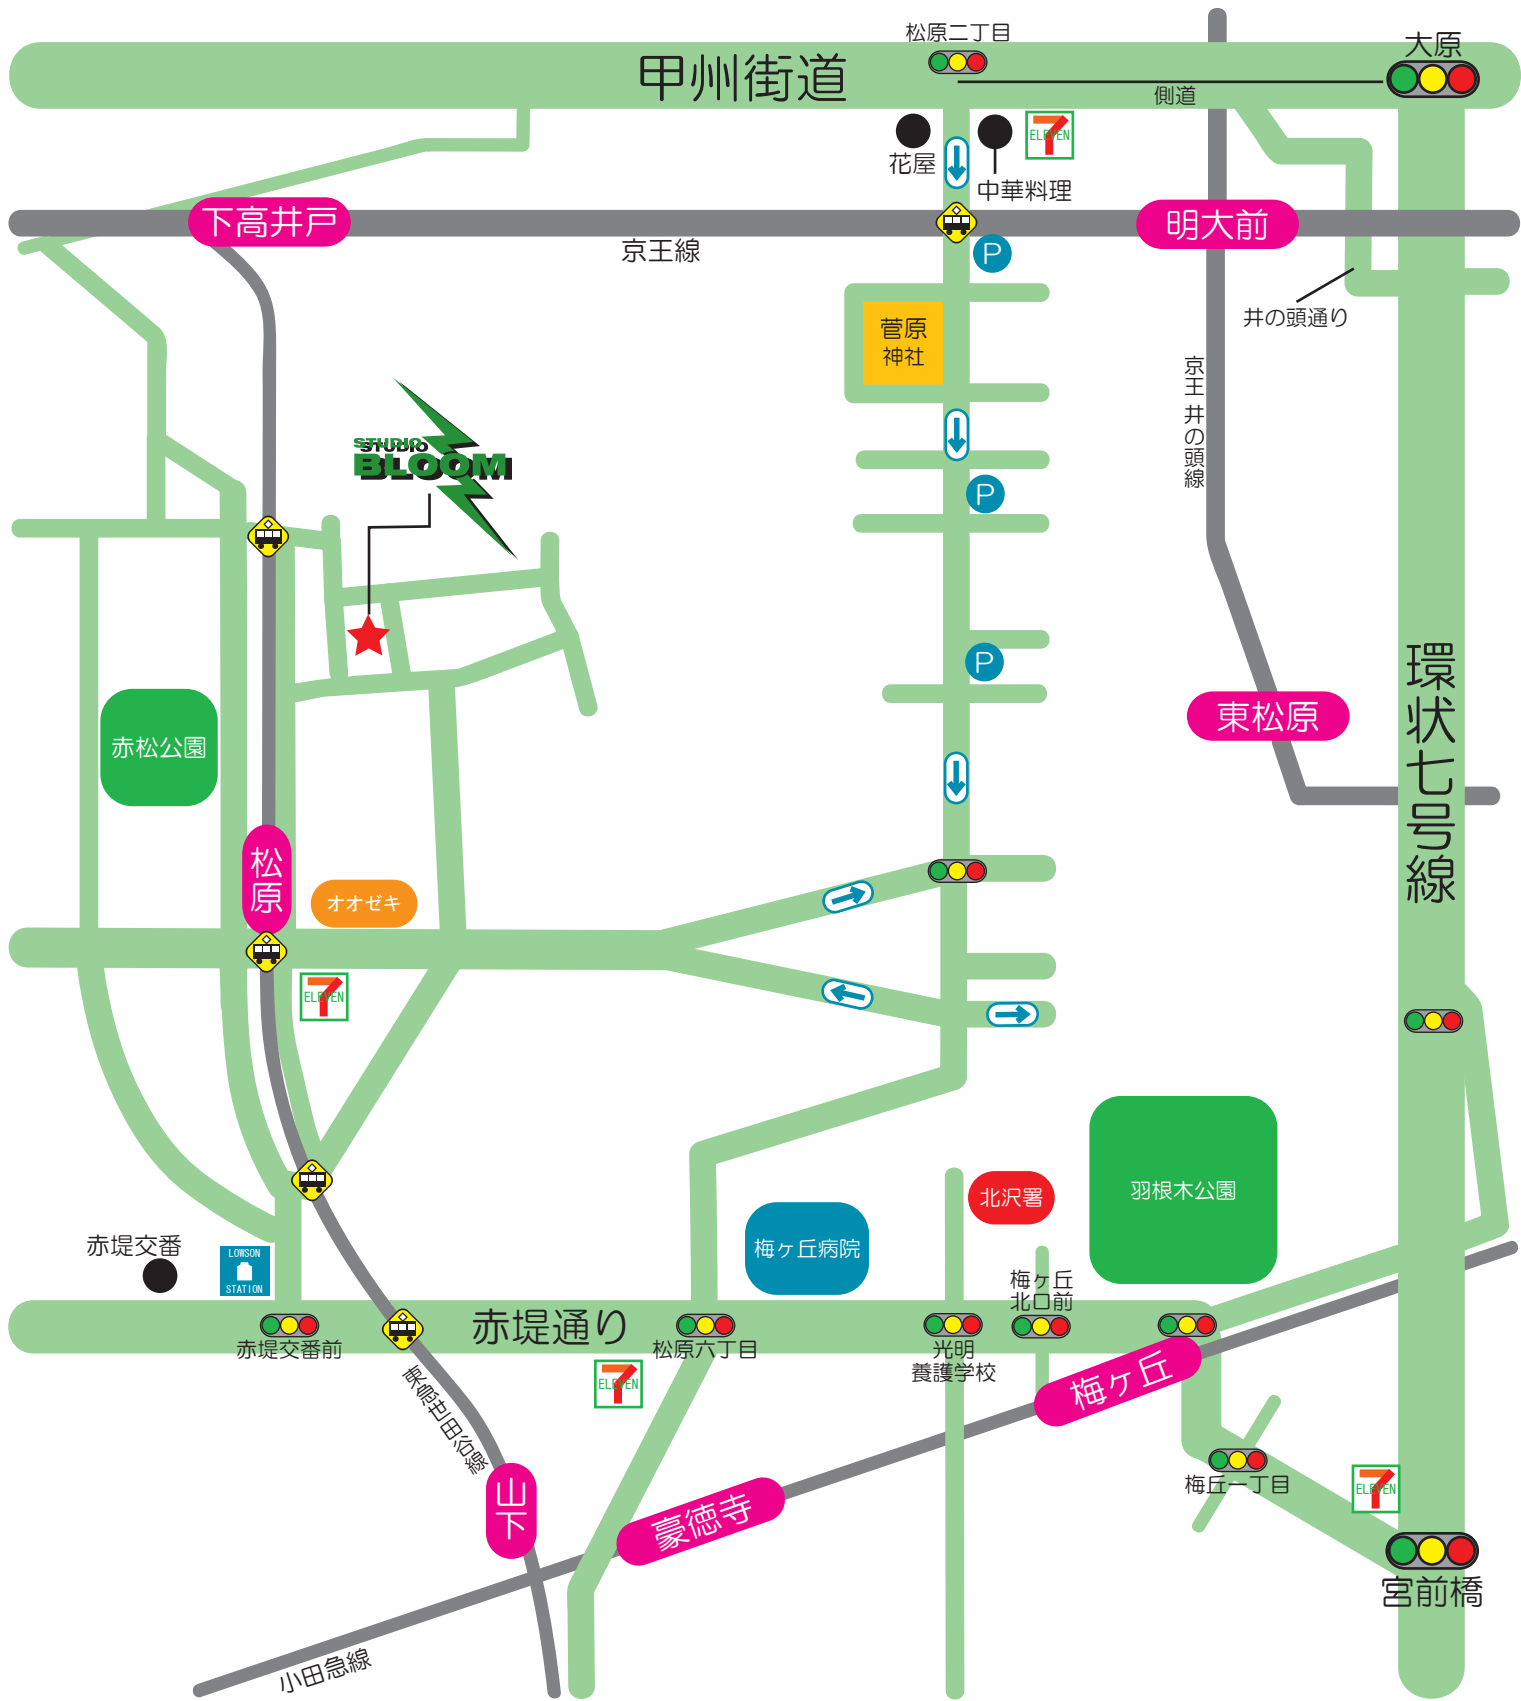 松原二丁目
大原
甲州街道
側道
花屋
中華料理
7
ELEVEN
下高井戸
明大前
京王線
P
井の頭通り
菅原
神社
京王 井の頭線
STUDIO
BLOOM
P
P
環状七号線
東松原
赤松公園
松原
オオゼキ
7
ELEVEN
羽根木公園
北沢署
梅ヶ丘病院
赤堤交番
LOWSON
STATION
梅ヶ丘
北口前
赤堤通り
赤堤交番前
松原六丁目
光明
養護学校
7
ELEVEN
梅ヶ丘
東急世田谷線
梅丘一丁目
7
ELEVEN
山下
豪徳寺
宮前橋
小田急線